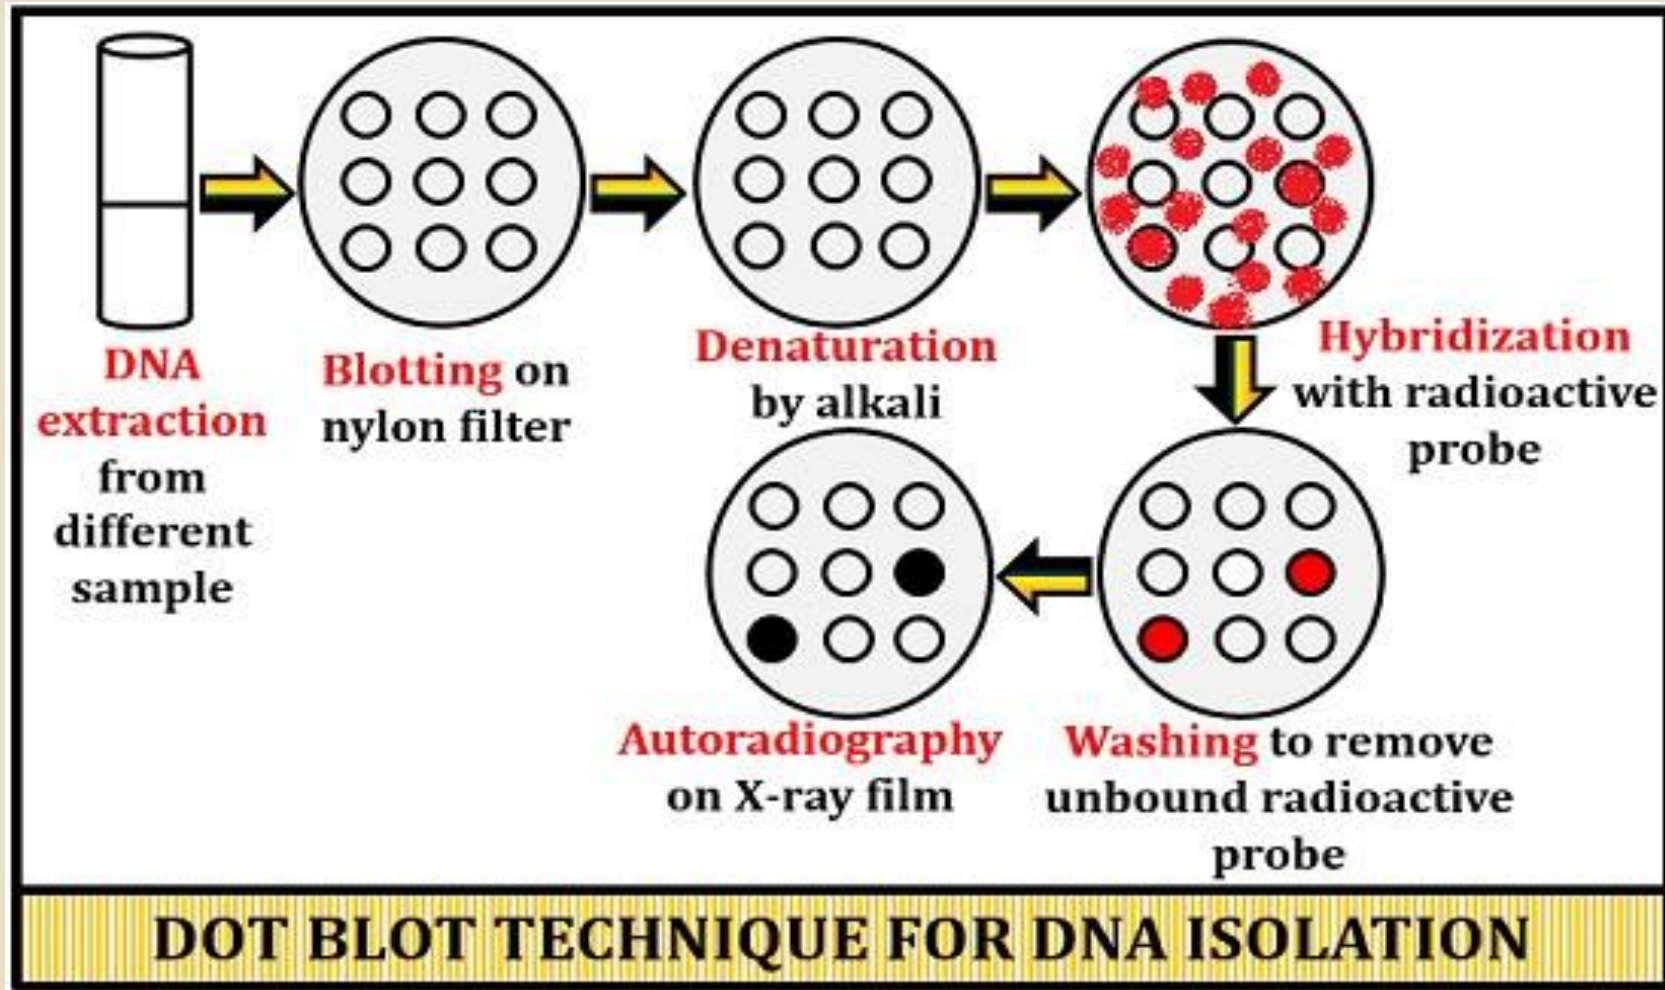 DNA
extraction
from
different
sample
Blotting on
nylon filter
Denaturation
by alkali
Hybridization
with radioactive
probe
Washing to remove
unbound radioactive
probe
Autoradiography
on X-ray film
DOT BLOT TECHNIQUE FOR DNA ISOLATION